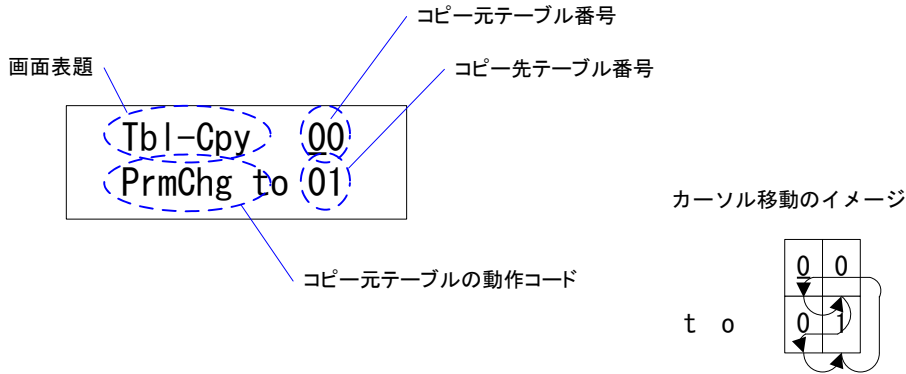 コピー元テーブル番号
画面表題
コピー先テーブル番号
Tbl-Cpy 00
PrmChg to 01
カーソル移動のイメージ
コピー元テーブルの動作コード
0 0
t o 0 1